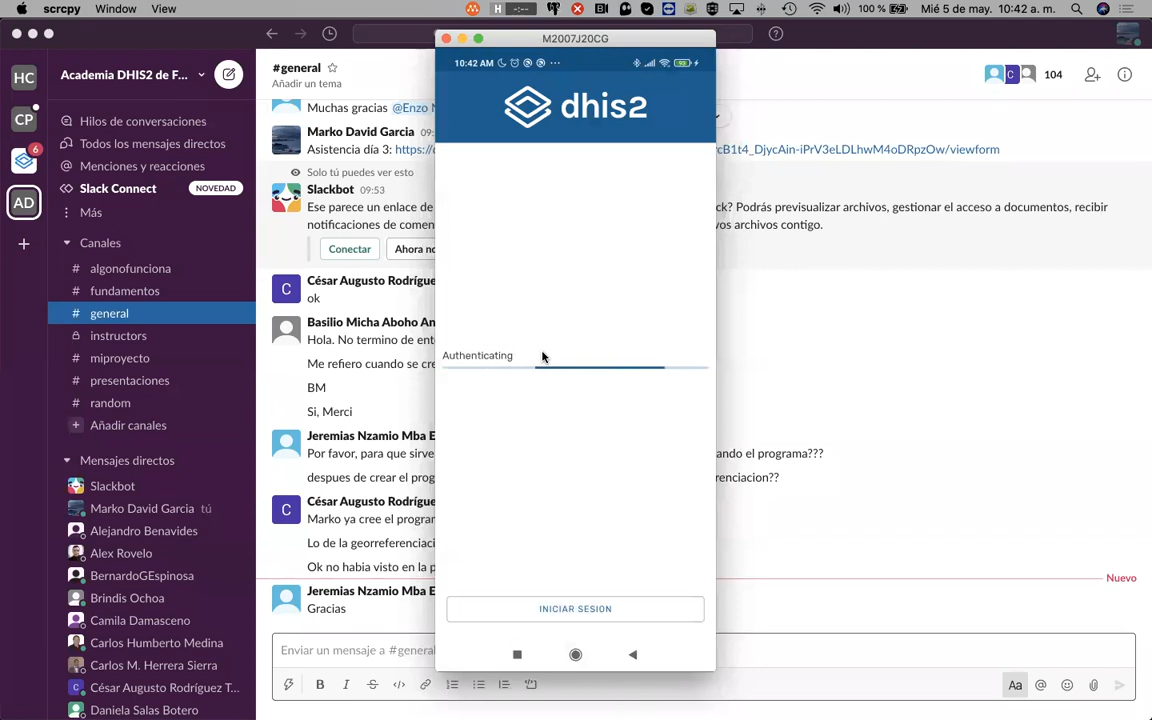 scrcpy Window View
H -:-- 100 % Mié 5 de may. 10:42 a. m.
M2007J20CG
HC
CP
6
AD
Academia DHIS2 de F...
Hilos de conversaciones
Todos los mensajes directos
Menciones y reacciones
Slack Connect NOVEDAD
Más
Canales
# algonofunciona
# fundamentos
# general
instructors
# miproyecto
# presentaciones
# random
+ Añadir canales
Mensajes directos
Slackbot
Marko David Garcia tú
Alejandro Benavides
Alex Rovelo
BernardoGEspinosa
Brindis Ochoa
Camila Damasceno
Carlos Humberto Medina
Carlos M. Herrera Sierra
César Augusto Rodríguez T...
Daniela Salas Botero
#general
Añadir un tema
104
Muchas gracias @Enzo
Marko David Garcia 09:
Asistencia día 3: https:// cB1t4_DjycAin-iPrV3eLDLhwM4oDRpzOw/viewform
Solo tú puedes ver esto
Slackbot 09:53
Ese parece un enlace de ck? Podrás previsualizar archivos, gestionar el acceso a documentos, recibir
notificaciones de comen vos archivos contigo.
Conectar Ahora no
C
César Augusto Rodrígue
ok
Basilio Micha Aboho An
Hola. No termino de ent
Me refiero cuando se cre
BM
Si, Merci
Jeremias Nzamio Mba E
Por favor, para que sirve ando el programa???
despues de crear el prog renciacion??
C
César Augusto Rodrígue
Marko ya cree el program
Lo de la georreferenciaci
Ok no habia visto en la p
Nuevo
Jeremias Nzamio Mba E
Gracias
Enviar un mensaje a #general
B I Aa @
10:42 AM 93
dhis2
Authenticating
INICIAR SESION